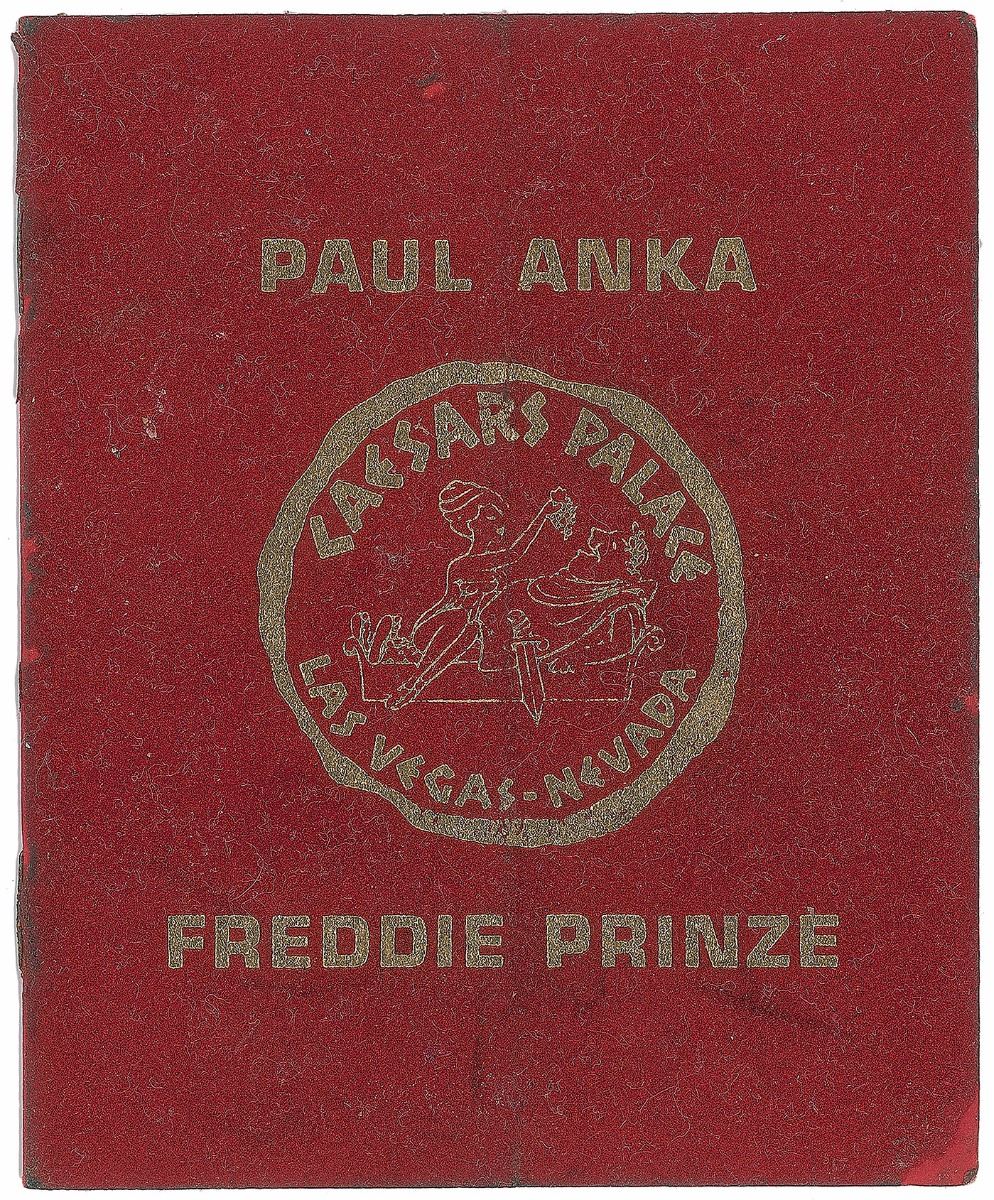 PAUL ANKA
CAESARS PALACE
LAS VEGAS-NEVADA
FREDDIE PRINZE